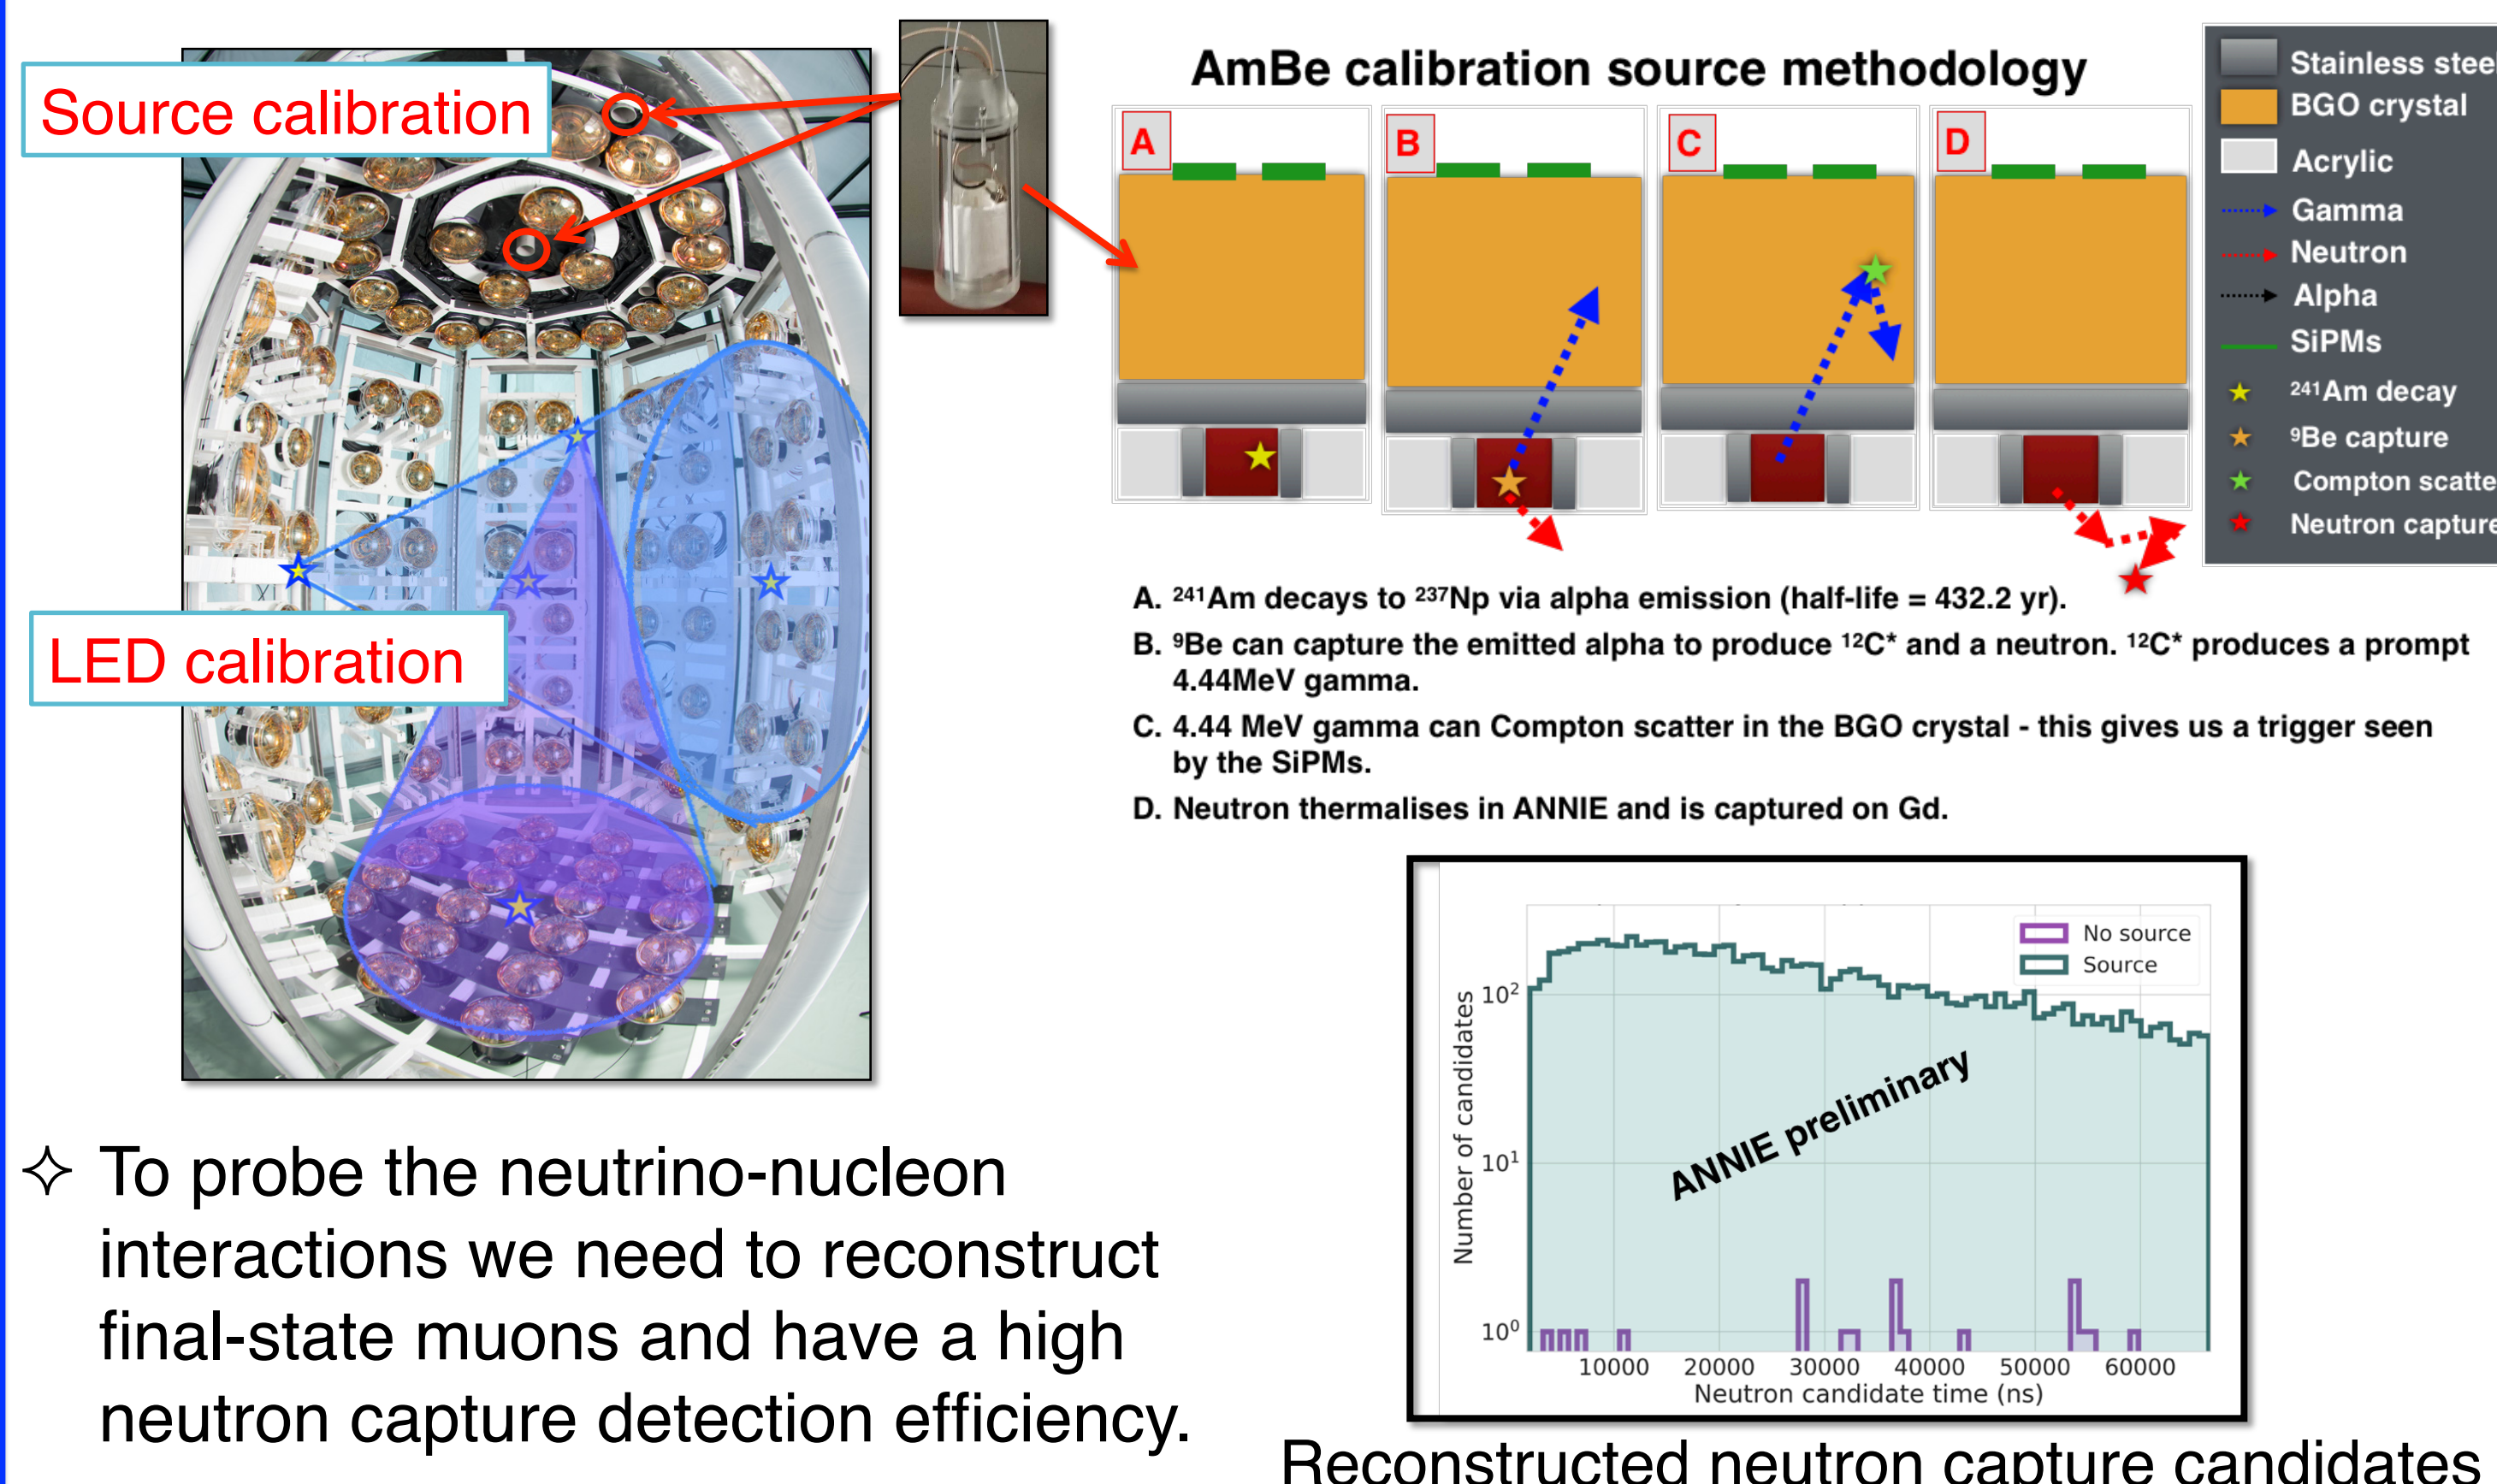 Source calibration
LED calibration
AmBe calibration source methodology
A
B
C
D
Stainless steel
BGO crystal
Acrylic
Gamma
Neutron
Alpha
SiPMs
²⁴¹Am decay
⁹Be capture
Compton scatte
Neutron capture
A. ²⁴¹Am decays to ²³⁷Np via alpha emission (half-life = 432.2 yr).
B. ⁹Be can capture the emitted alpha to produce ¹²C* and a neutron. ¹²C* produces a prompt
4.44MeV gamma.
C. 4.44 MeV gamma can Compton scatter in the BGO crystal - this gives us a trigger seen
by the SiPMs.
D. Neutron thermalises in ANNIE and is captured on Gd.
No source
Source
Number of candidates
10²
10¹
10⁰
ANNIE preliminary
10000 20000 30000 40000 50000 60000
Neutron candidate time (ns)
✧ To probe the neutrino-nucleon
interactions we need to reconstruct
final-state muons and have a high
neutron capture detection efficiency.
Reconstructed neutron capture candidates